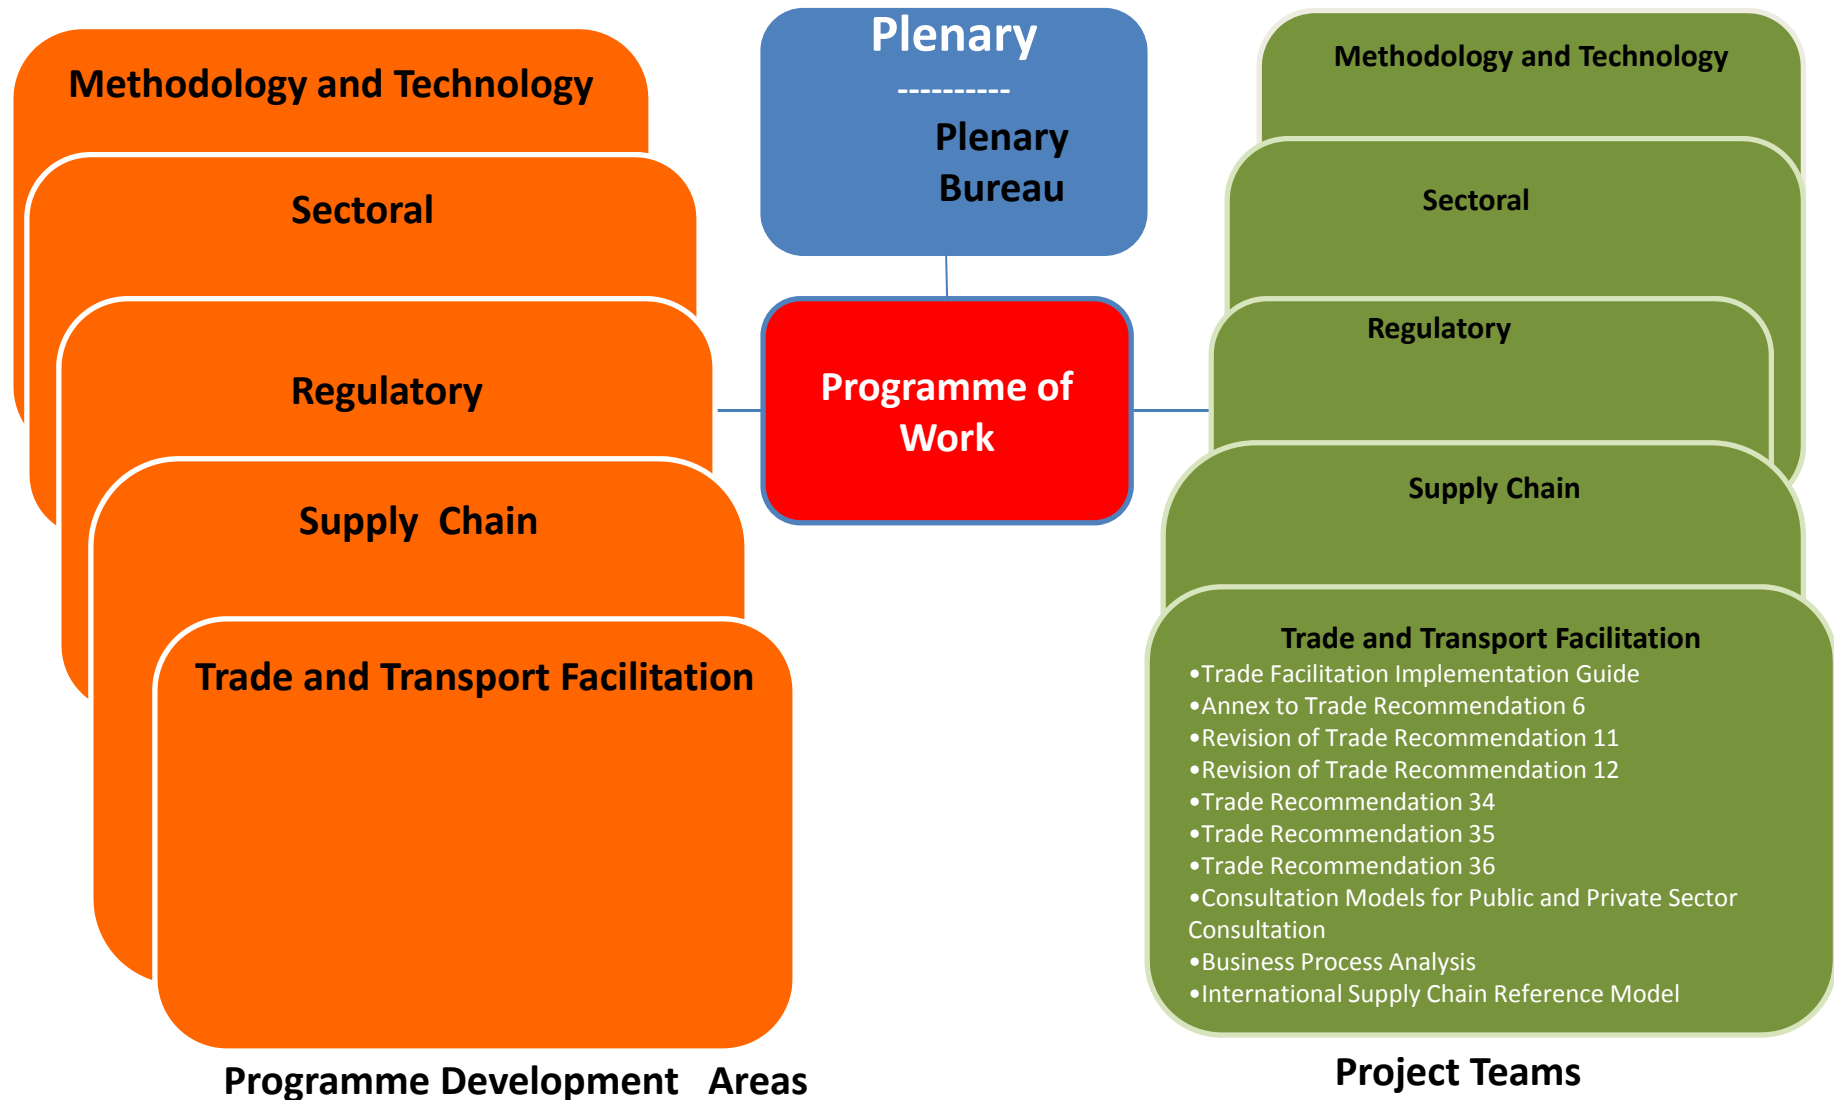 Methodology and Technology
Sectoral
Regulatory
Supply  Chain
Trade and Transport Facilitation
Programme Development   Areas
Plenary
----------
Plenary
Bureau
Programme of
Work
Methodology and Technology
Sectoral
Regulatory
Supply Chain
Trade and Transport Facilitation
•Trade Facilitation Implementation Guide
•Annex to Trade Recommendation 6
•Revision of Trade Recommendation 11
•Revision of Trade Recommendation 12
•Trade Recommendation 34
•Trade Recommendation 35
•Trade Recommendation 36
•Consultation Models for Public and Private Sector
Consultation
•Business Process Analysis
•International Supply Chain Reference Model
Project Teams